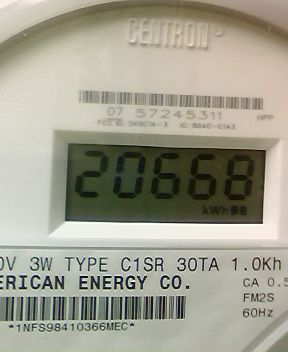 CENTRON®
07 57245311 HPP
20668
kWh
0V 3W TYPE C1SR 30TA 1.0Kh
ERICAN ENERGY CO. CA 0.5
FM2S
*1NFS98410366MEC* 60Hz